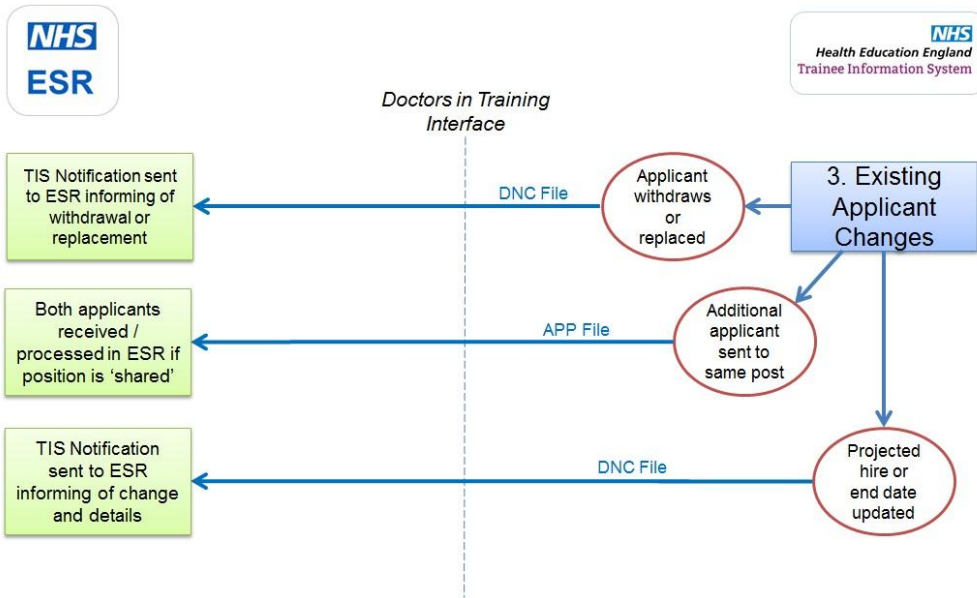 NHS
ESR
NHS
Health Education England
Trainee Information System
Doctors in Training
Interface
TIS Notification sent
to ESR informing of
withdrawal or
replacement
DNC File
Applicant
withdraws
or
replaced
3. Existing
Applicant
Changes
Both applicants
received /
processed in ESR if
position is ‘shared’
APP File
Additional
applicant
sent to
same post
TIS Notification
sent to ESR
informing of change
and details
DNC File
Projected
hire or
end date
updated